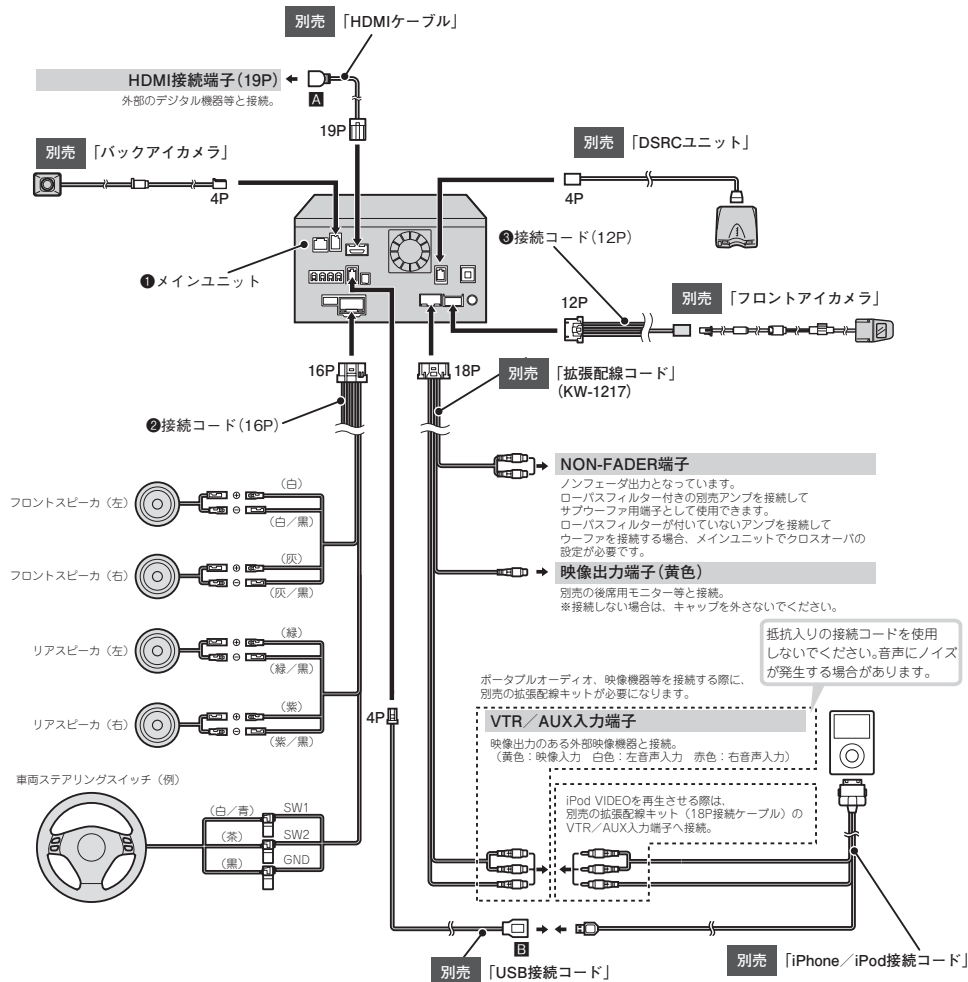 別売 「HDMIケーブル」
HDMI接続端子(19P)
外部のデジタル機器等と接続。
A
19P
別売 「バックアイカメラ」
4P
別売 「DSRCユニット」
4P
❶メインユニット
❸接続コード(12P)
12P
別売 「フロントアイカメラ」
16P
18P
別売 「拡張配線コード」
(KW-1217)
❷接続コード(16P)
NON-FADER端子
ノンフェーダ出力となっています。
ローパスフィルター付きの別売アンプを接続して
サブウーファ用端子として使用できます。
ローパスフィルターが付いていないアンプを接続して
ウーファを接続する場合、メインユニットでクロスオーバの
設定が必要です。
映像出力端子(黄色)
別売の後席用モニター等と接続。
※接続しない場合は、キャップを外さないでください。
フロントスピーカ（左）
⊕
(白)
⊖
(白／黒)
フロントスピーカ（右）
⊕
(灰)
⊖
(灰／黒)
リアスピーカ（左）
⊕
(緑)
⊖
(緑／黒)
リアスピーカ（右）
⊕
(紫)
⊖
(紫／黒)
4P
抵抗入りの接続コードを使用
しないでください。音声にノイズ
が発生する場合があります。
ポータブルオーディオ、映像機器等を接続する際に、
別売の拡張配線キットが必要になります。
VTR／AUX入力端子
映像出力のある外部映像機器と接続。
（黄色：映像入力　白色：左音声入力　赤色：右音声入力）
iPod VIDEOを再生させる際は、
別売の拡張配線キット（18P接続ケーブル）の
VTR／AUX入力端子へ接続。
車両ステアリングスイッチ（例）
(白／青) SW1
(茶) SW2
(黒) GND
B
別売 「USB接続コード」
別売 「iPhone／iPod接続コード」